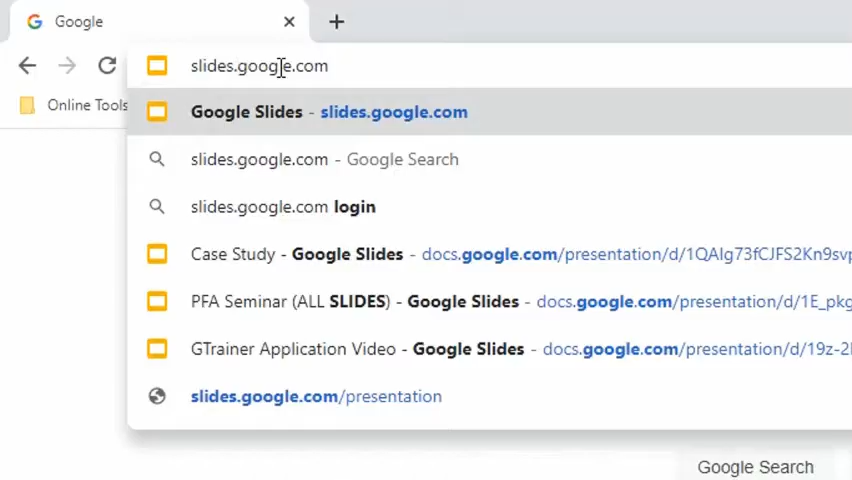 Google
slides.google.com
Online Tools
Google Slides - slides.google.com
slides.google.com - Google Search
slides.google.com login
Case Study - Google Slides - docs.google.com/presentation/d/1QAIg73fCJFS2Kn9svp
PFA Seminar (ALL SLIDES) - Google Slides - docs.google.com/presentation/d/1E_pkg
GTrainer Application Video - Google Slides - docs.google.com/presentation/d/19z-2
slides.google.com/presentation
Google Search